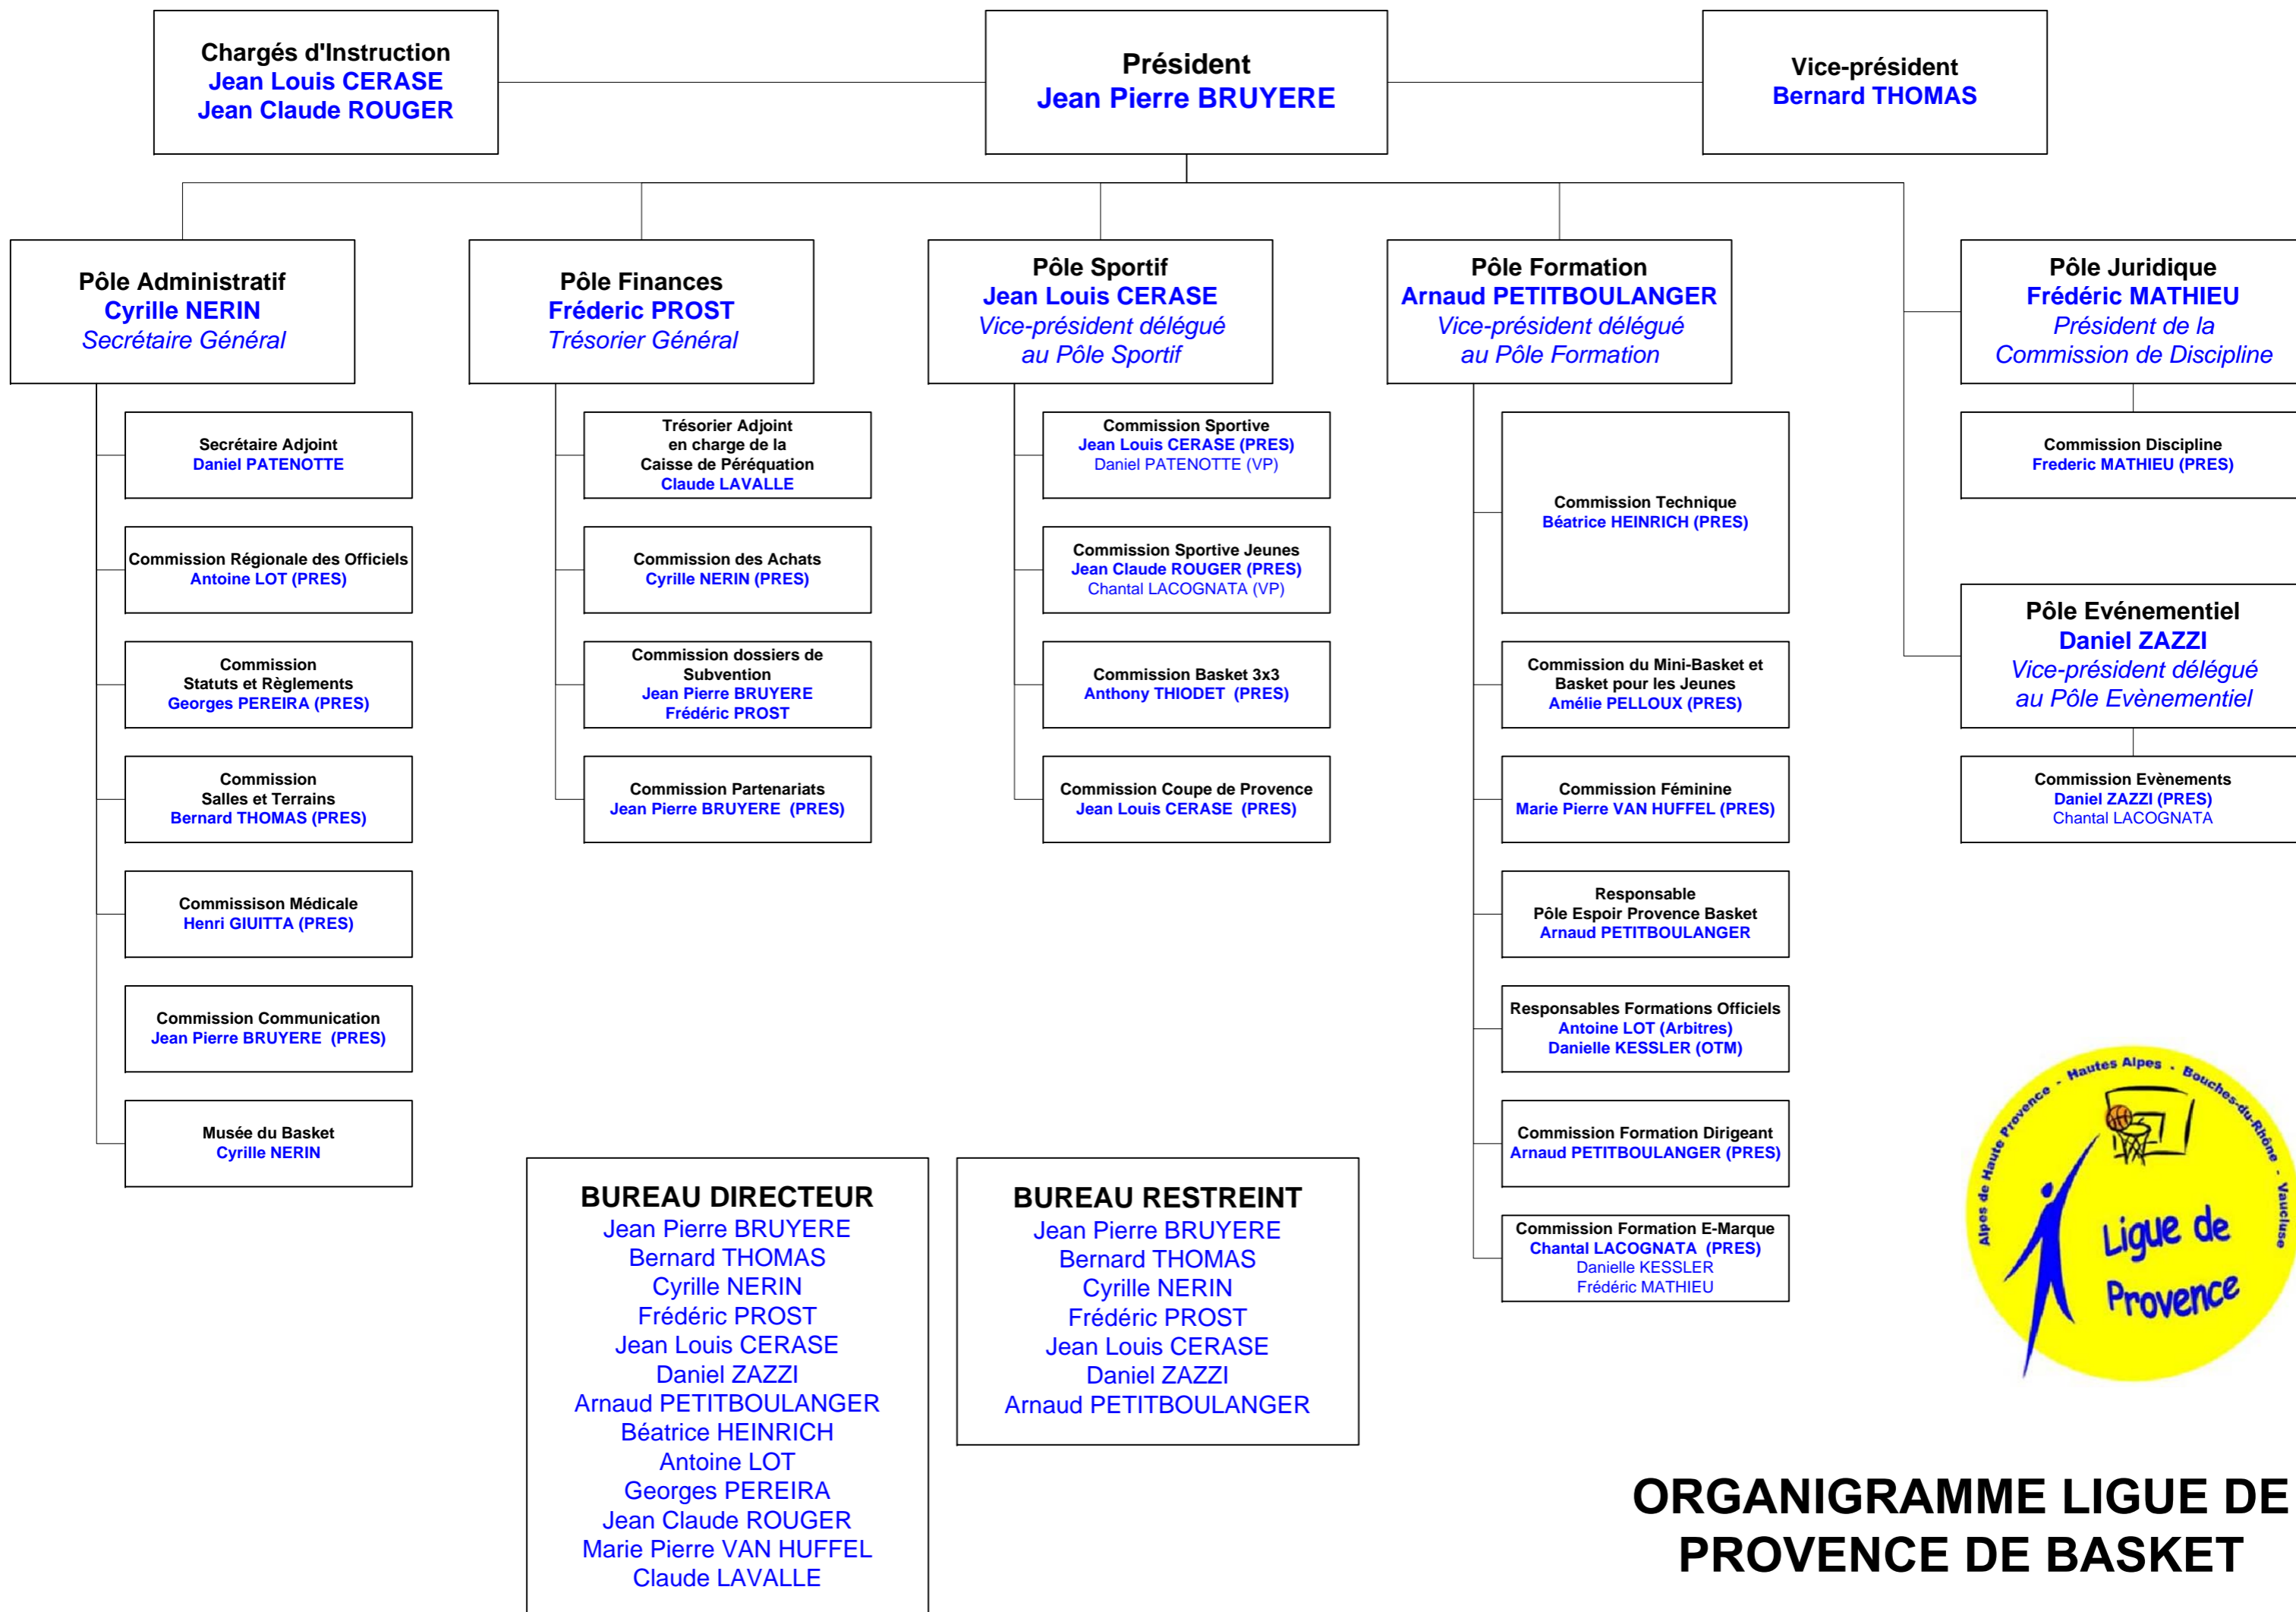 Chargés d'Instruction
Jean Louis CERASE
Jean Claude ROUGER
Président
Jean Pierre BRUYERE
Vice-président
Bernard THOMAS
Pôle Administratif
Cyrille NERIN
Secrétaire Général
Secrétaire Adjoint
Daniel PATENOTTE
Commission Régionale des Officiels
Antoine LOT (PRES)
Commission
Statuts et Règlements
Georges PEREIRA (PRES)
Commission
Salles et Terrains
Bernard THOMAS (PRES)
Commissison Médicale
Henri GIUITTA (PRES)
Commission Communication
Jean Pierre BRUYERE  (PRES)
Musée du Basket
Cyrille NERIN
Pôle Finances
Fréderic PROST
Trésorier Général
Trésorier Adjoint
en charge de la
Caisse de Péréquation
Claude LAVALLE
Commission des Achats
Cyrille NERIN (PRES)
Commission dossiers de
Subvention
Jean Pierre BRUYERE
Frédéric PROST
Commission Partenariats
Jean Pierre BRUYERE  (PRES)
Pôle Sportif
Jean Louis CERASE
Vice-président délégué
au Pôle Sportif
Commission Sportive
Jean Louis CERASE (PRES)
Daniel PATENOTTE (VP)
Commission Sportive Jeunes
Jean Claude ROUGER (PRES)
Chantal LACOGNATA (VP)
Commission Basket 3x3
Anthony THIODET  (PRES)
Commission Coupe de Provence
Jean Louis CERASE  (PRES)
Pôle Formation
Arnaud PETITBOULANGER
Vice-président délégué
au Pôle Formation
Commission Technique
Béatrice HEINRICH (PRES)
Commission du Mini-Basket et
Basket pour les Jeunes
Amélie PELLOUX (PRES)
Commission Féminine
Marie Pierre VAN HUFFEL (PRES)
Responsable
Pôle Espoir Provence Basket
Arnaud PETITBOULANGER
Responsables Formations Officiels
Antoine LOT (Arbitres)
Danielle KESSLER (OTM)
Commission Formation Dirigeant
Arnaud PETITBOULANGER (PRES)
Commission Formation E-Marque
Chantal LACOGNATA  (PRES)
Danielle KESSLER
Frédéric MATHIEU
Pôle Juridique
Frédéric MATHIEU
Président de la
Commission de Discipline
Commission Discipline
Frederic MATHIEU (PRES)
Pôle Evénementiel
Daniel ZAZZI
Vice-président délégué
au Pôle Evènementiel
Commission Evènements
Daniel ZAZZI (PRES)
Chantal LACOGNATA
BUREAU DIRECTEUR
Jean Pierre BRUYERE
Bernard THOMAS
Cyrille NERIN
Frédéric PROST
Jean Louis CERASE
Daniel ZAZZI
Arnaud PETITBOULANGER
Béatrice HEINRICH
Antoine LOT
Georges PEREIRA
Jean Claude ROUGER
Marie Pierre VAN HUFFEL
Claude LAVALLE
BUREAU RESTREINT
Jean Pierre BRUYERE
Bernard THOMAS
Cyrille NERIN
Frédéric PROST
Jean Louis CERASE
Daniel ZAZZI
Arnaud PETITBOULANGER
Alpes de Haute Provence - Hautes Alpes - Bouches-du-Rhône - Vaucluse
Ligue de
Provence
ORGANIGRAMME LIGUE DE
PROVENCE DE BASKET